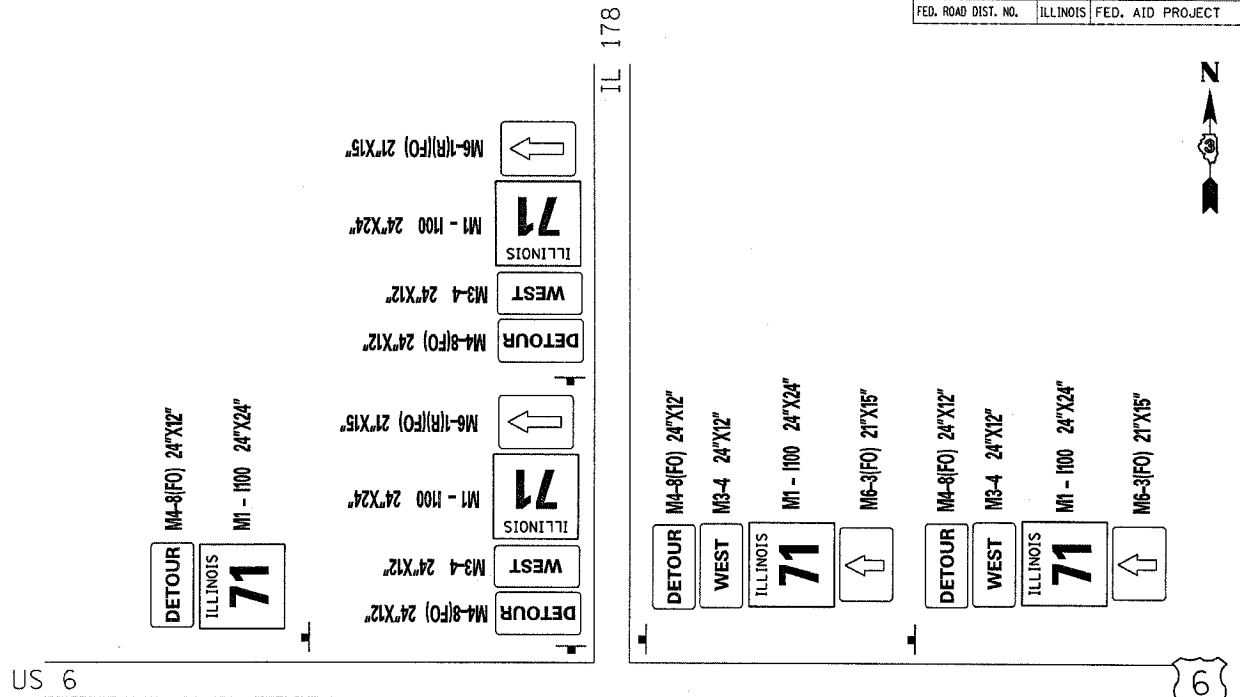 FED. ROAD DIST. NO. ILLINOIS FED. AID PROJECT
IL 178
N
3
M6-1(R)(FO) 21"X15"
M1 - I100 24"X24"
ILLINOIS
71
M3-4 24"X12"
WEST
M4-8(FO) 24"X12"
DETOUR
M6-1(R)(FO) 21"X15"
M1 - I100 24"X24"
ILLINOIS
71
M3-4 24"X12"
WEST
M4-8(FO) 24"X12"
DETOUR
DETOUR M4-8(FO) 24"X12"
ILLINOIS
71
M1 - I100 24"X24"
DETOUR M4-8(FO) 24"X12"
WEST M3-4 24"X12"
ILLINOIS
71
M1 - I100 24"X24"
M6-3(FO) 21"X15"
DETOUR M4-8(FO) 24"X12"
WEST M3-4 24"X12"
ILLINOIS
71
M1 - I100 24"X24"
M6-3(FO) 21"X15"
US 6
6